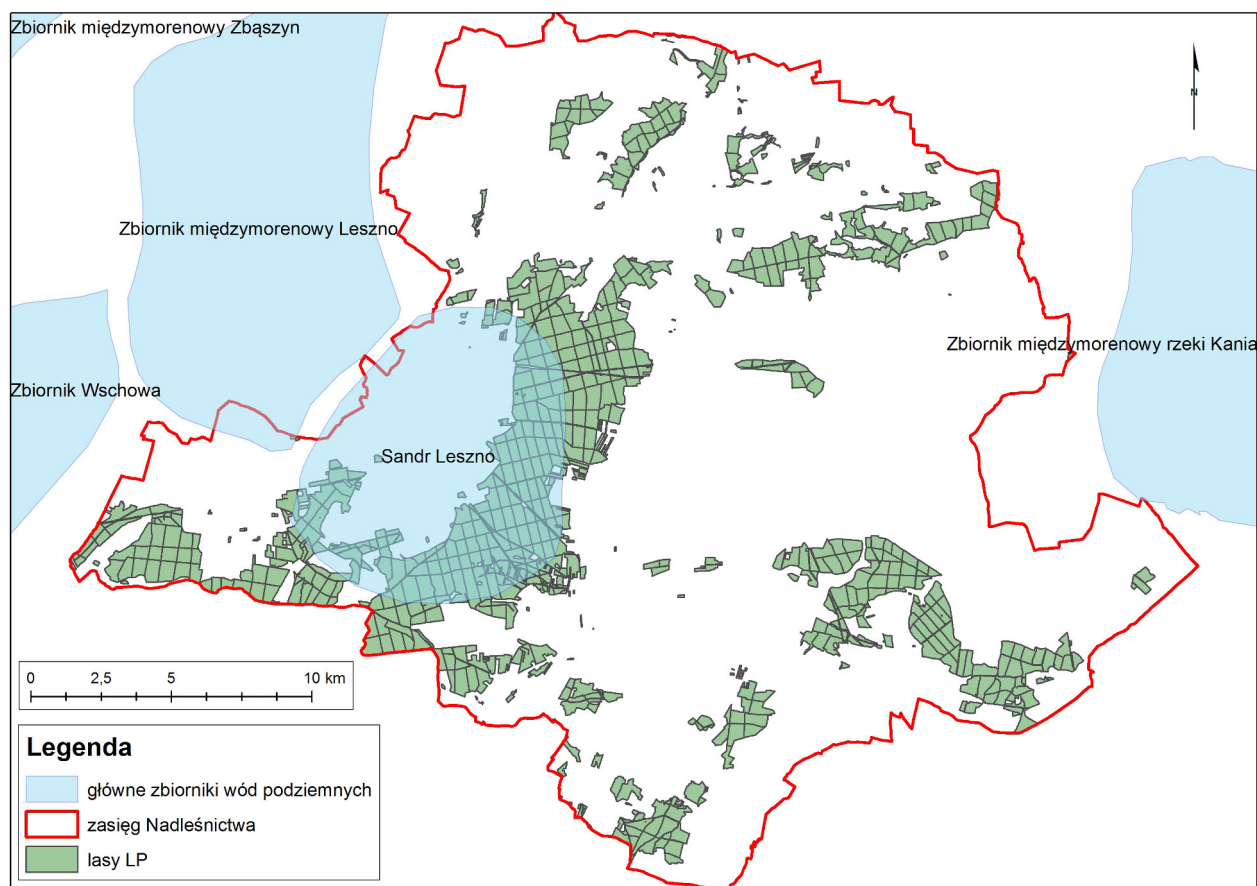 Zbiornik międzymorenowy Zbąszyn
N
Zbiornik międzymorenowy Leszno
Zbiornik międzymorenowy rzeki Kania
Zbiornik Wschowa
Sandr Leszno
0 2,5 5 10 km
Legenda
główne zbiorniki wód podziemnych
zasięg Nadleśnictwa
lasy LP